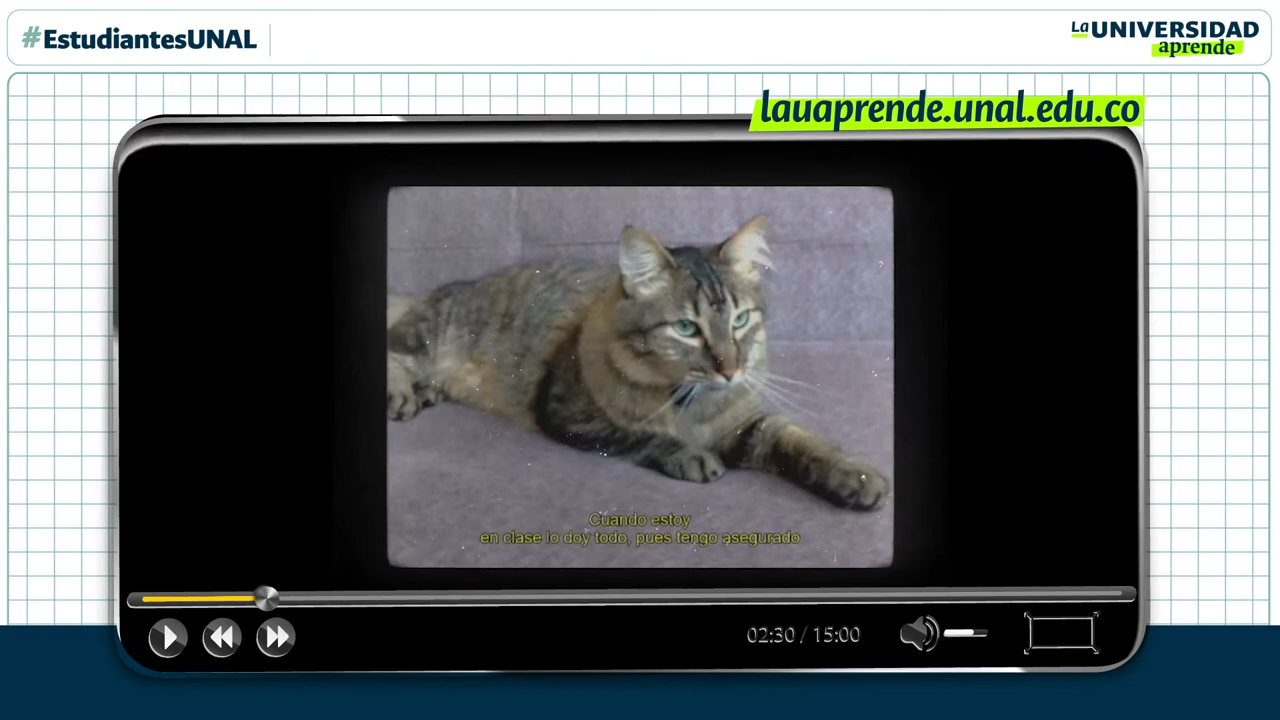 #EstudiantesUNAL
La UNIVERSIDAD
aprende
lauaprende.unal.edu.co
Cuando estoy
en clase lo doy todo, pues tengo asegurado
02:30 / 15:00